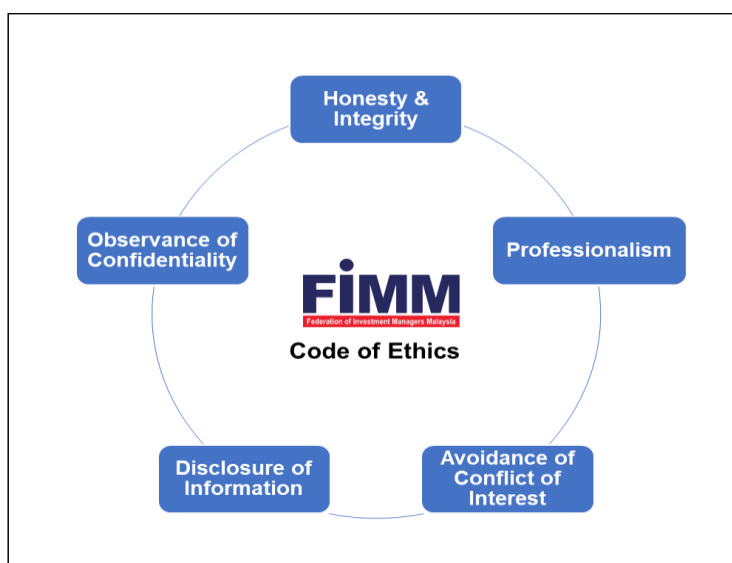 Honesty &
Integrity
Observance of
Confidentiality
Professionalism
FiMM
Federation of Investment Managers Malaysia
Code of Ethics
Disclosure of
Information
Avoidance of
Conflict of
Interest